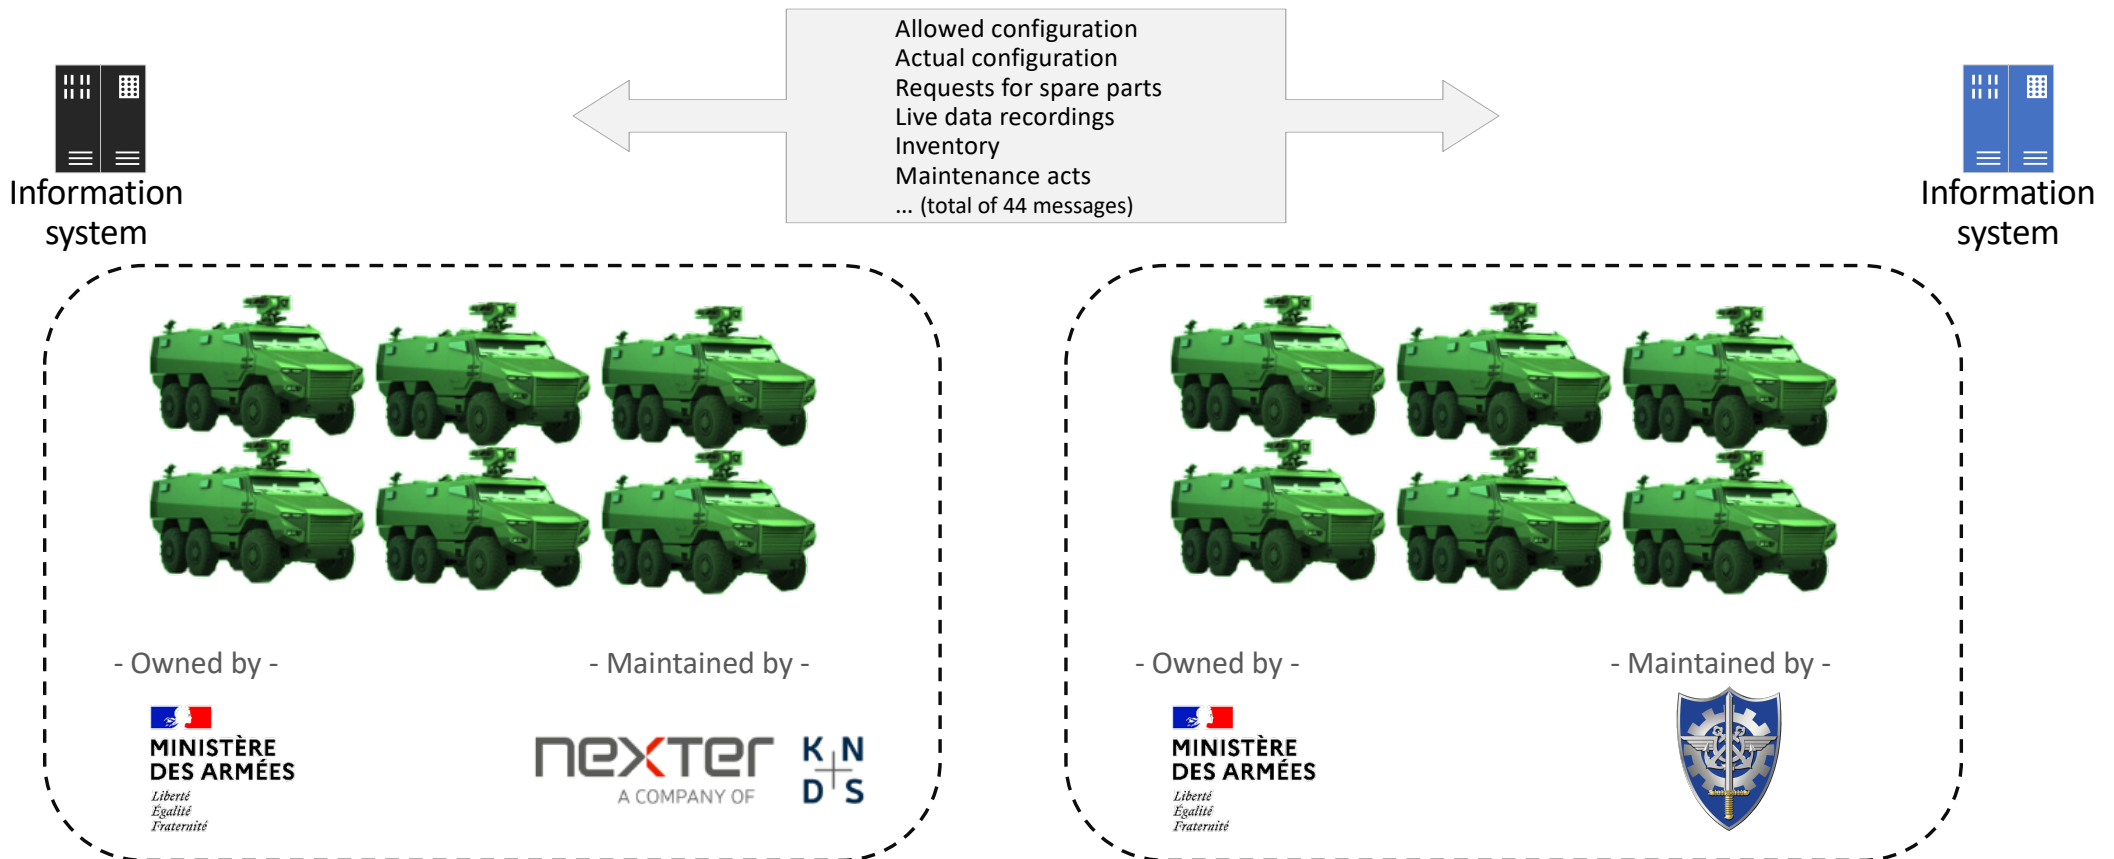 Allowed configuration
Actual configuration
Requests for spare parts
Live data recordings
Inventory
Maintenance acts
... (total of 44 messages)
Information
system
Information
system
- Owned by -
- Maintained by -
MINISTÈRE
DES ARMÉES
Liberté
Égalité
Fraternité
nexter
A COMPANY OF
K N
D S
- Owned by -
- Maintained by -
MINISTÈRE
DES ARMÉES
Liberté
Égalité
Fraternité